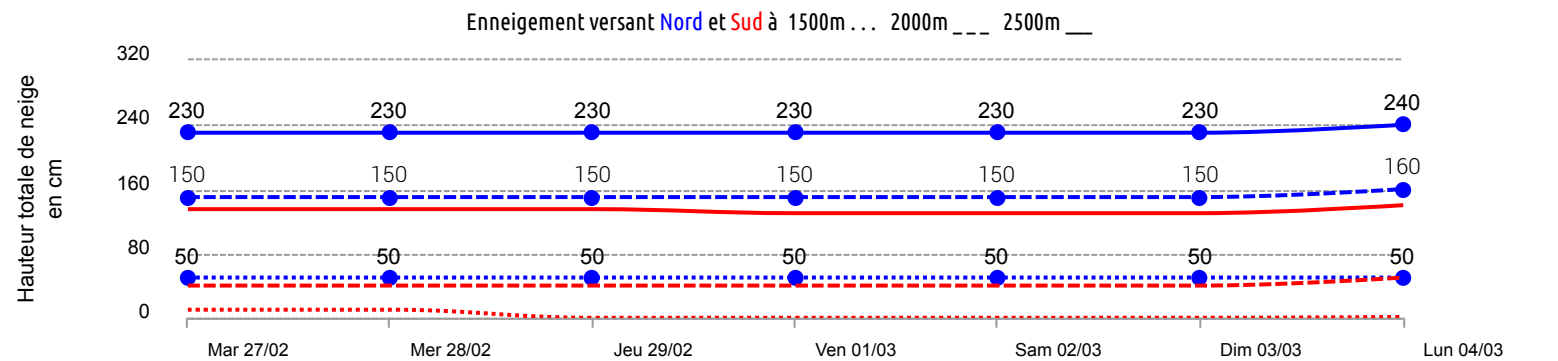 Enneigement versant Nord et Sud à 1500m . . . 2000m _ _ _ 2500m __
Hauteur totale de neige
en cm
320
240
160
80
0
230 230 230 230 230 230 240
150 150 150 150 150 150 160
50 50 50 50 50 50 50
Mar 27/02 Mer 28/02 Jeu 29/02 Ven 01/03 Sam 02/03 Dim 03/03 Lun 04/03